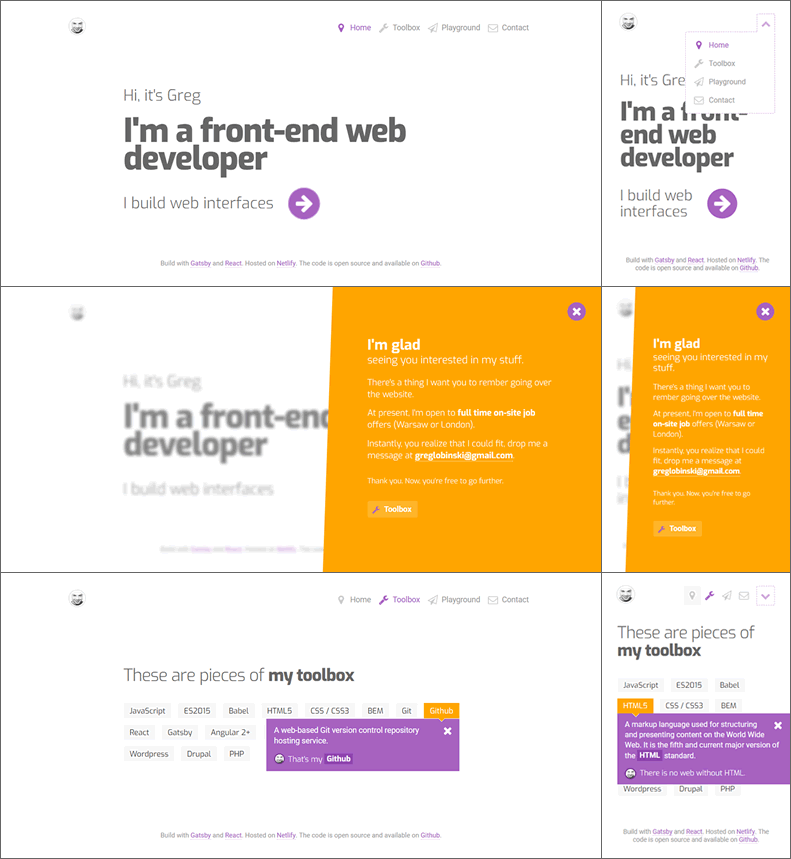 Home Toolbox Playground Contact
Hi, it's Greg
I'm a front-end web
developer
I build web interfaces
Build with Gatsby and React. Hosted on Netlify. The code is open source and available on Github.
Home
Toolbox
Playground
Contact
Hi, it's Gre
I'm a front-
end web
developer
I build web
interfaces
Build with Gatsby and React. Hosted on Netlify. The
code is open source and available on Github.
Hi, it's Greg
I'm a front-end
developer
I build web interfaces
Build with Gatsby and React. Hosted on Netlify. The
I'm glad
seeing you interested in my stuff.
There's a thing I want you to rember going over
the website.
At present, I'm open to full time on-site job
offers (Warsaw or London).
Instantly, you realize that I could fit, drop me a
message at greglobinski@gmail.com.
Thank you. Now, you're free to go further.
Toolbox
I'm glad
seeing you interested in my
stuff.
There's a thing I want you to
rember going over the website.
At present, I'm open to full time
on-site job offers (Warsaw or
London).
Instantly, you realize that I could
fit, drop me a message at
greglobinski@gmail.com.
Thank you. Now, you're free to go
further.
Toolbox
Home Toolbox Playground Contact
These are pieces of my toolbox
JavaScript ES2015 Babel HTML5 CSS / CSS3 BEM Git Github
React Gatsby Angular 2+
Wordpress Drupal PHP
A web-based Git version control repository
hosting service.
That's my Github
Build with Gatsby and React. Hosted on Netlify. The code is open source and available on Github.
These are pieces of
my toolbox
JavaScript ES2015 Babel
HTML5 CSS / CSS3 BEM
A markup language used for structuring
and presenting content on the World Wide
Web. It is the fifth and current major version of
the HTML standard.
There is no web without HTML.
Wordpress Drupal PHP
Build with Gatsby and React. Hosted on Netlify. The
code is open source and available on Github.